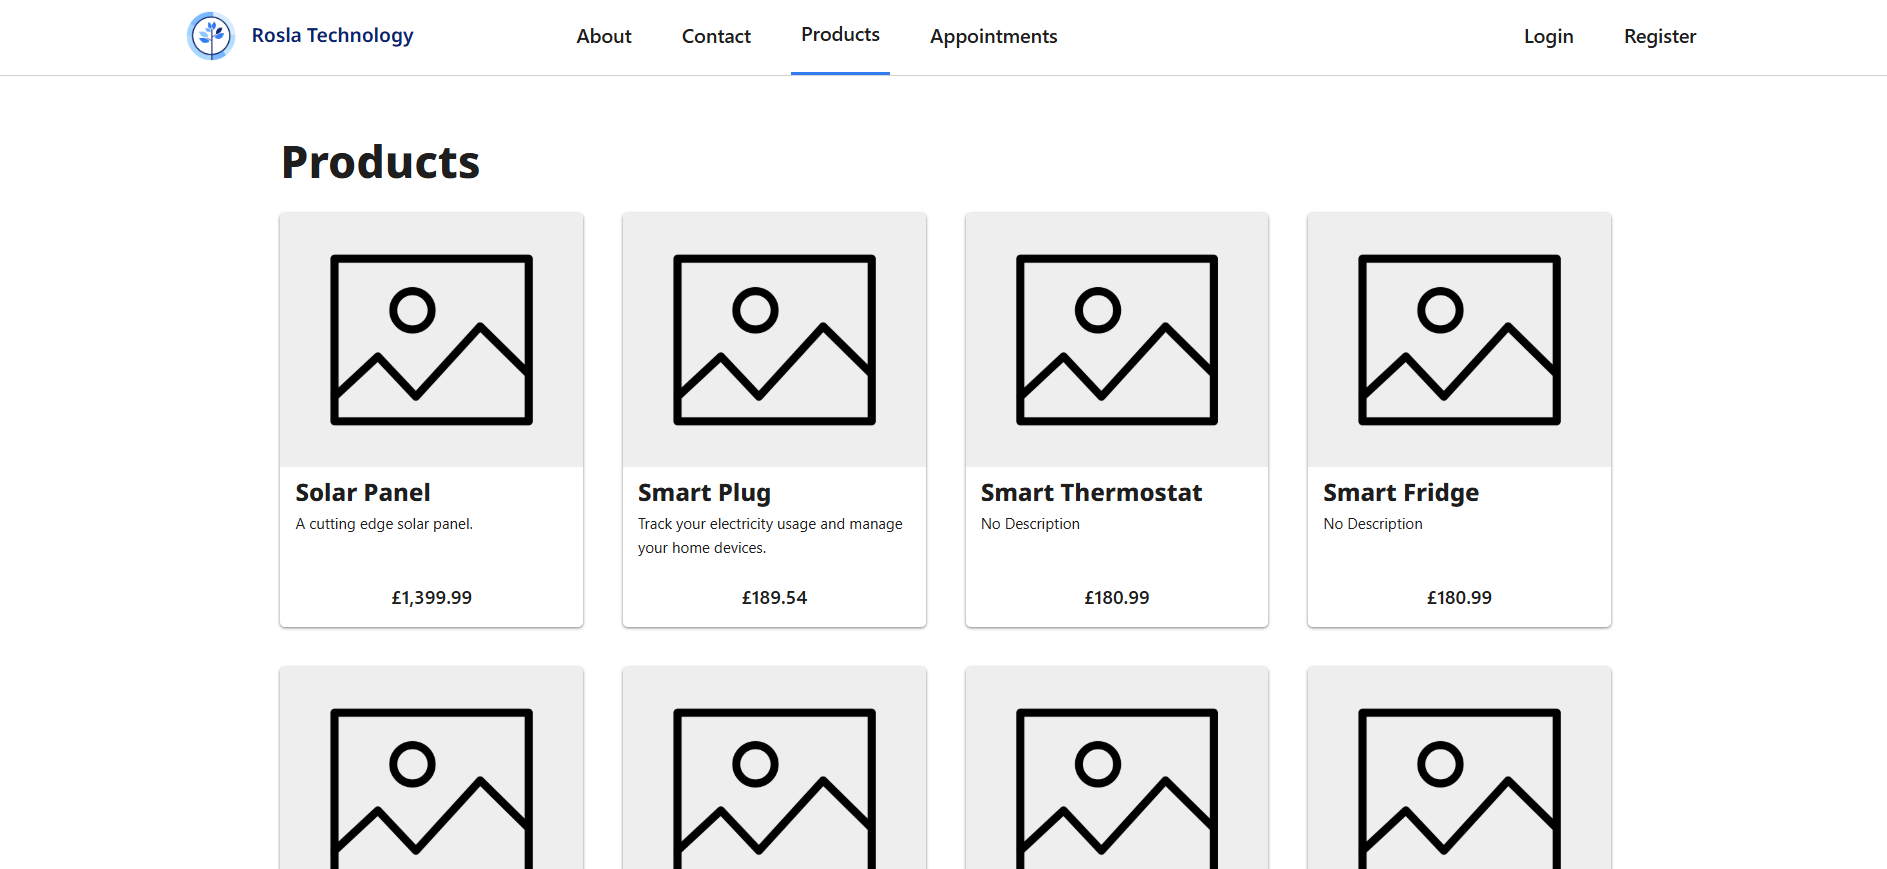 Rosla Technology
About
Contact
Products
Appointments
Login
Register
Products
Solar Panel
A cutting edge solar panel.
£1,399.99
Smart Plug
Track your electricity usage and manage
your home devices.
£189.54
Smart Thermostat
No Description
£180.99
Smart Fridge
No Description
£180.99